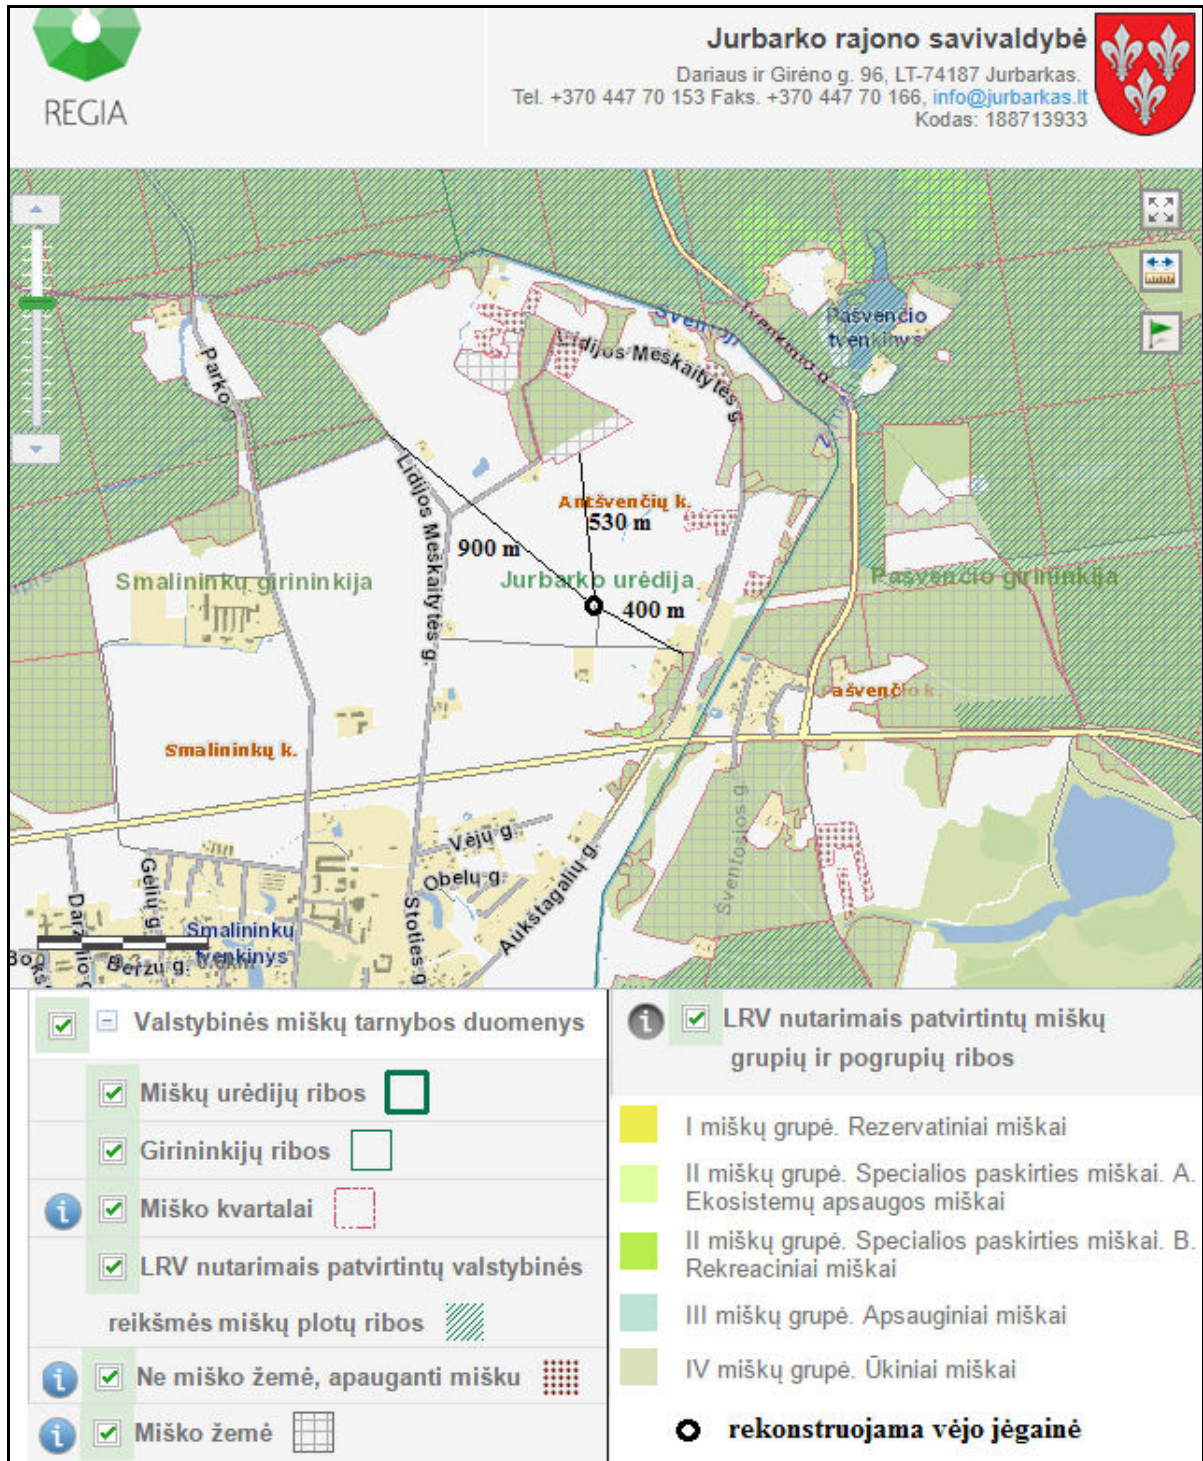 REGIA
Jurbarko rajono savivaldybė
Dariaus ir Girėno g. 96, LT-74187 Jurbarkas.
Tel. +370 447 70 153 Faks. +370 447 70 166, info@jurbarkas.lt
Kodas: 188713933
Šventoji
Tvenkinio g.
Pašvenčio
tvenkinys
Parko
Lidijos Meškaitytės g.
Lidijos Meškaitytės g.
Antšvenčių k.
530 m
900 m
Smalininkų girininkija
Jurbarko urėdija
Pašvenčio girininkija
400 m
Pašvenčio k.
Smalininkų k.
Vėjų g.
Obelų g.
Aukštagalių g.
Šventosios g.
Gėlių g.
Stoties g.
Smalininkų
tvenkinys
Beržų g.
Valstybinės miškų tarnybos duomenys
Miškų urėdijų ribos
Girininkijų ribos
Miško kvartalai
LRV nutarimais patvirtintų valstybinės
reikšmės miškų plotų ribos
Ne miško žemė, apauganti mišku
Miško žemė
LRV nutarimais patvirtintų miškų
grupių ir pogrupių ribos
I miškų grupė. Rezervatiniai miškai
II miškų grupė. Specialios paskirties miškai. A.
Ekosistemų apsaugos miškai
II miškų grupė. Specialios paskirties miškai. B.
Rekreaciniai miškai
III miškų grupė. Apsauginiai miškai
IV miškų grupė. Ūkiniai miškai
rekonstruojama vėjo jėgainė